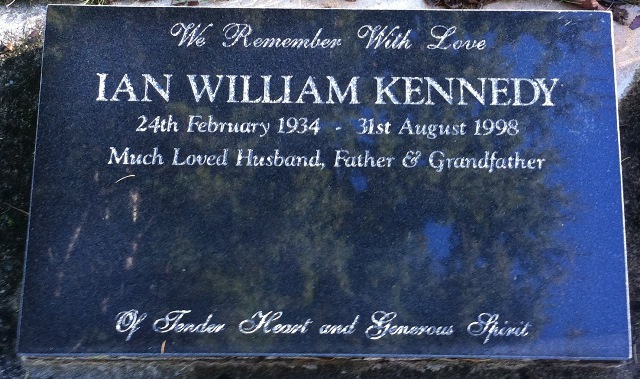 We Remember With Love
IAN WILLIAM KENNEDY
24th February 1934 - 31st August 1998
Much Loved Husband, Father & Grandfather
Of Tender Heart and Generous Spirit